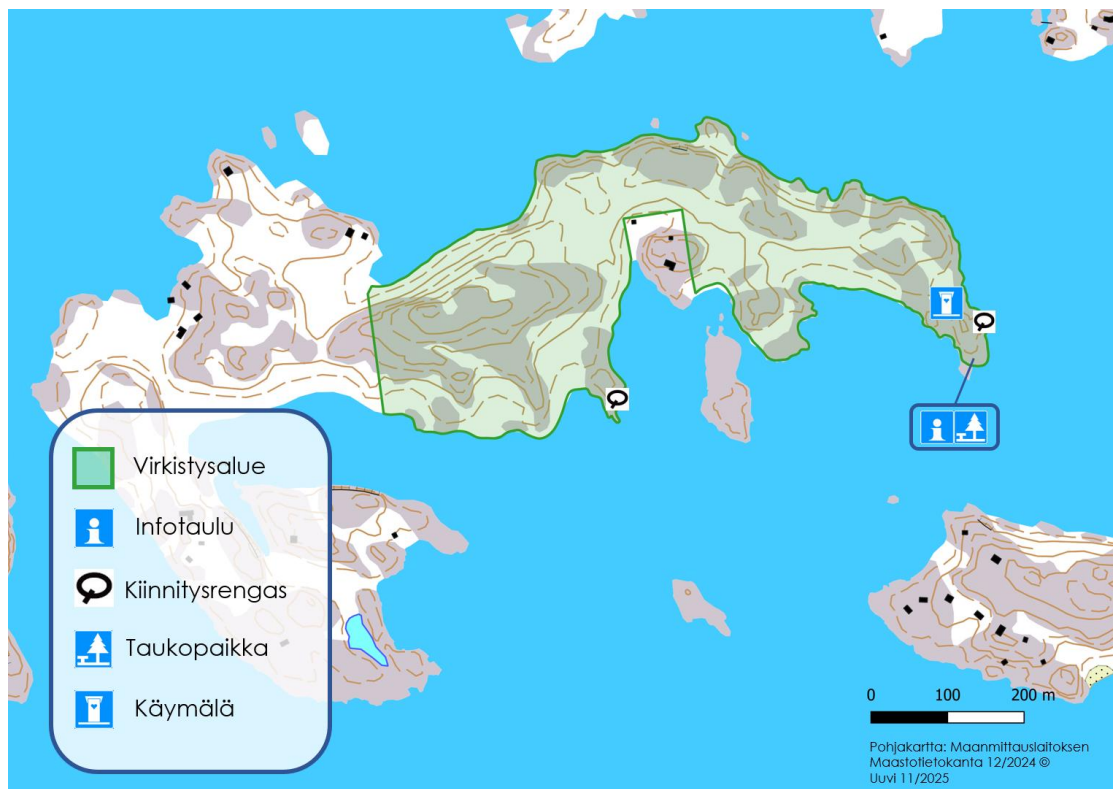 Virkistysalue
Infotaulu
Kiinnitysrengas
Taukopaikka
Käymälä
0 100 200 m
Pohjakartta: Maanmittauslaitoksen
Maastotietokanta 12/2024 ©
Uuvi 11/2025